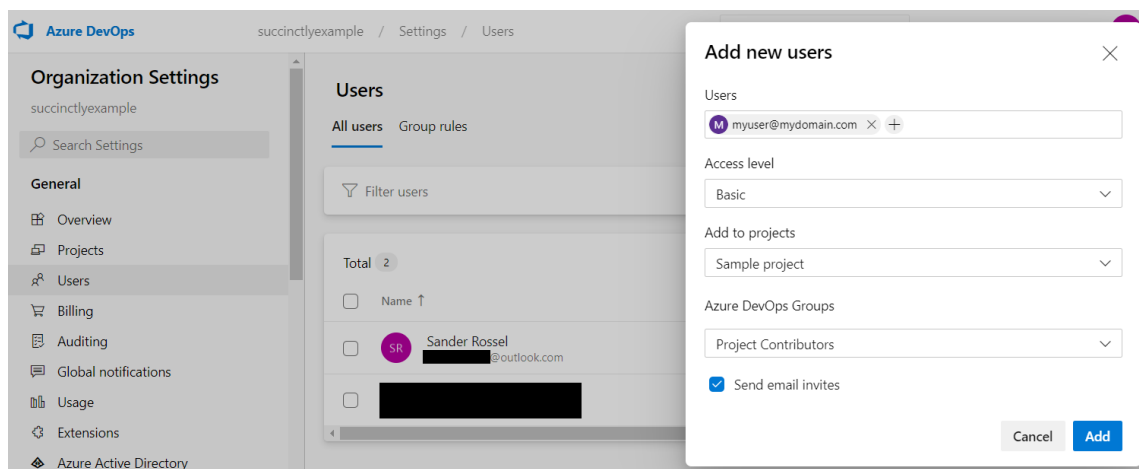 Azure DevOps
succinctlyexample / Settings / Users
Organization Settings
succinctlyexample
Search Settings
General
Overview
Projects
Users
Billing
Auditing
Global notifications
Usage
Extensions
Azure Active Directory
Users
All users Group rules
Filter users
Total 2
Name ↑
SR
Sander Rossel
@outlook.com
Add new users
Users
M myuser@mydomain.com
Access level
Basic
Add to projects
Sample project
Azure DevOps Groups
Project Contributors
Send email invites
Cancel Add